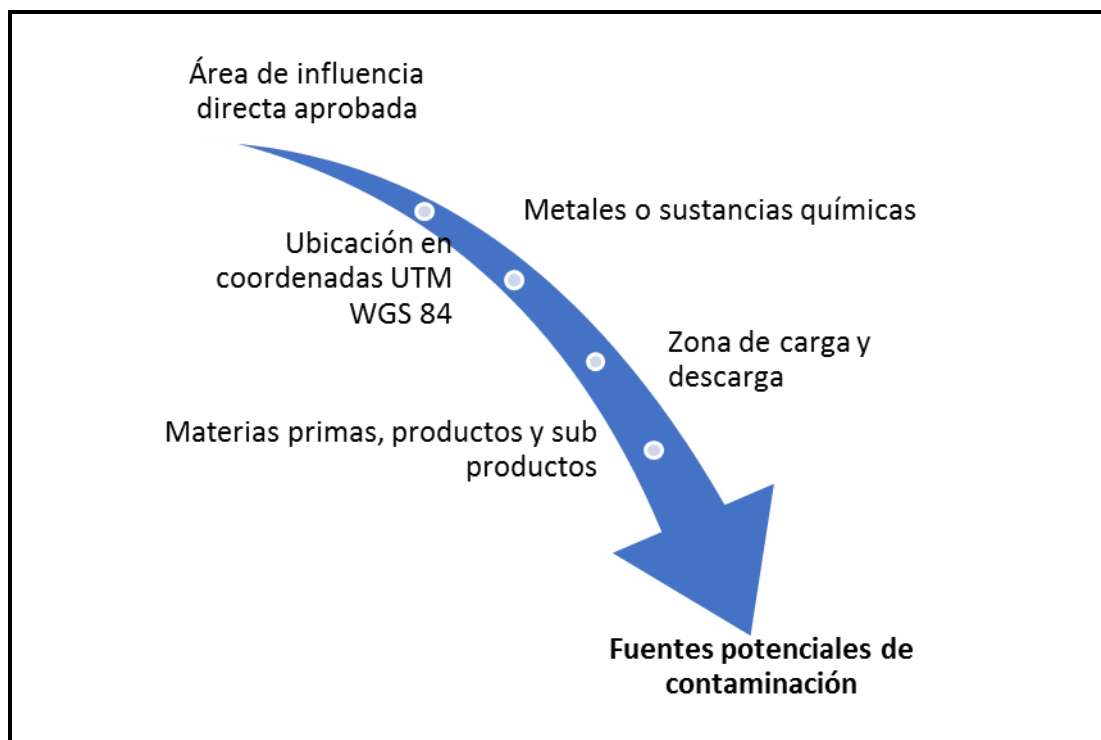 Área de influencia
directa aprobada
Metales o sustancias químicas
Ubicación en
coordenadas UTM
WGS 84
Zona de carga y
descarga
Materias primas, productos y sub
productos
Fuentes potenciales de
contaminación